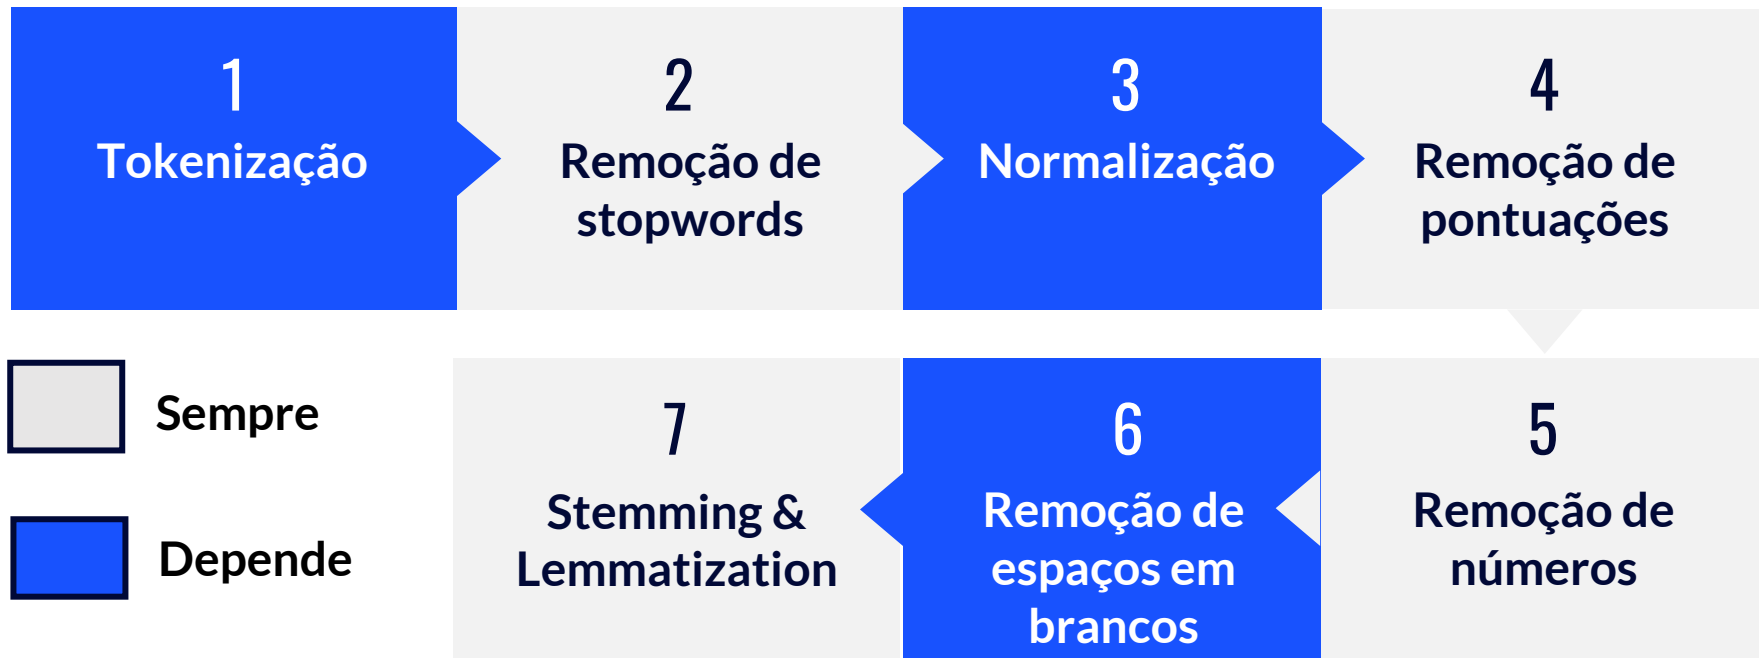 1
Tokenização
2
Remoção de
stopwords
3
Normalização
4
Remoção de
pontuações
5
Remoção de
números
6
Remoção de
espaços em
brancos
7
Stemming &
Lemmatization
Sempre
Depende